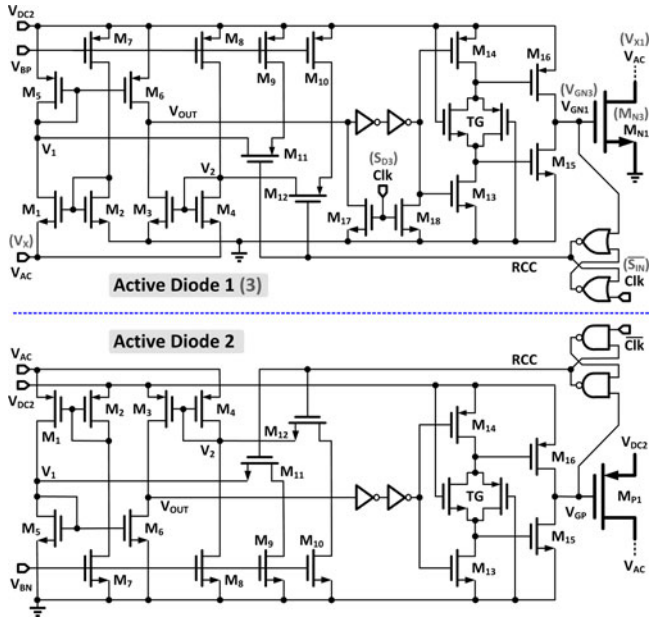 V_DC2
V_BP
M_7 M_8 M_9 M_10 M_14 M_16
M_5 M_6
V_OUT
TG
(V_X1)
V_AC
(V_GN3)
V_GN1
(M_N3)
M_N1
V_1 M_11
V_2 M_12
(S_D3)
Clk
M_15
M_1 M_2 M_3 M_4 M_17 M_18 M_13
(V_X)
V_AC
RCC
(S̅_IN̅)
Clk
Active Diode 1 (3)
Active Diode 2
C̅l̅k̅
RCC
V_AC
V_DC2
M_1 M_2 M_3 M_4 M_12 M_14
V_2
M_16
V_1 M_11
V_DC2
M_P1
V_GP
V_OUT
TG
M_5 M_6 M_9 M_10 M_15
V_AC
V_BN
M_7 M_8 M_13